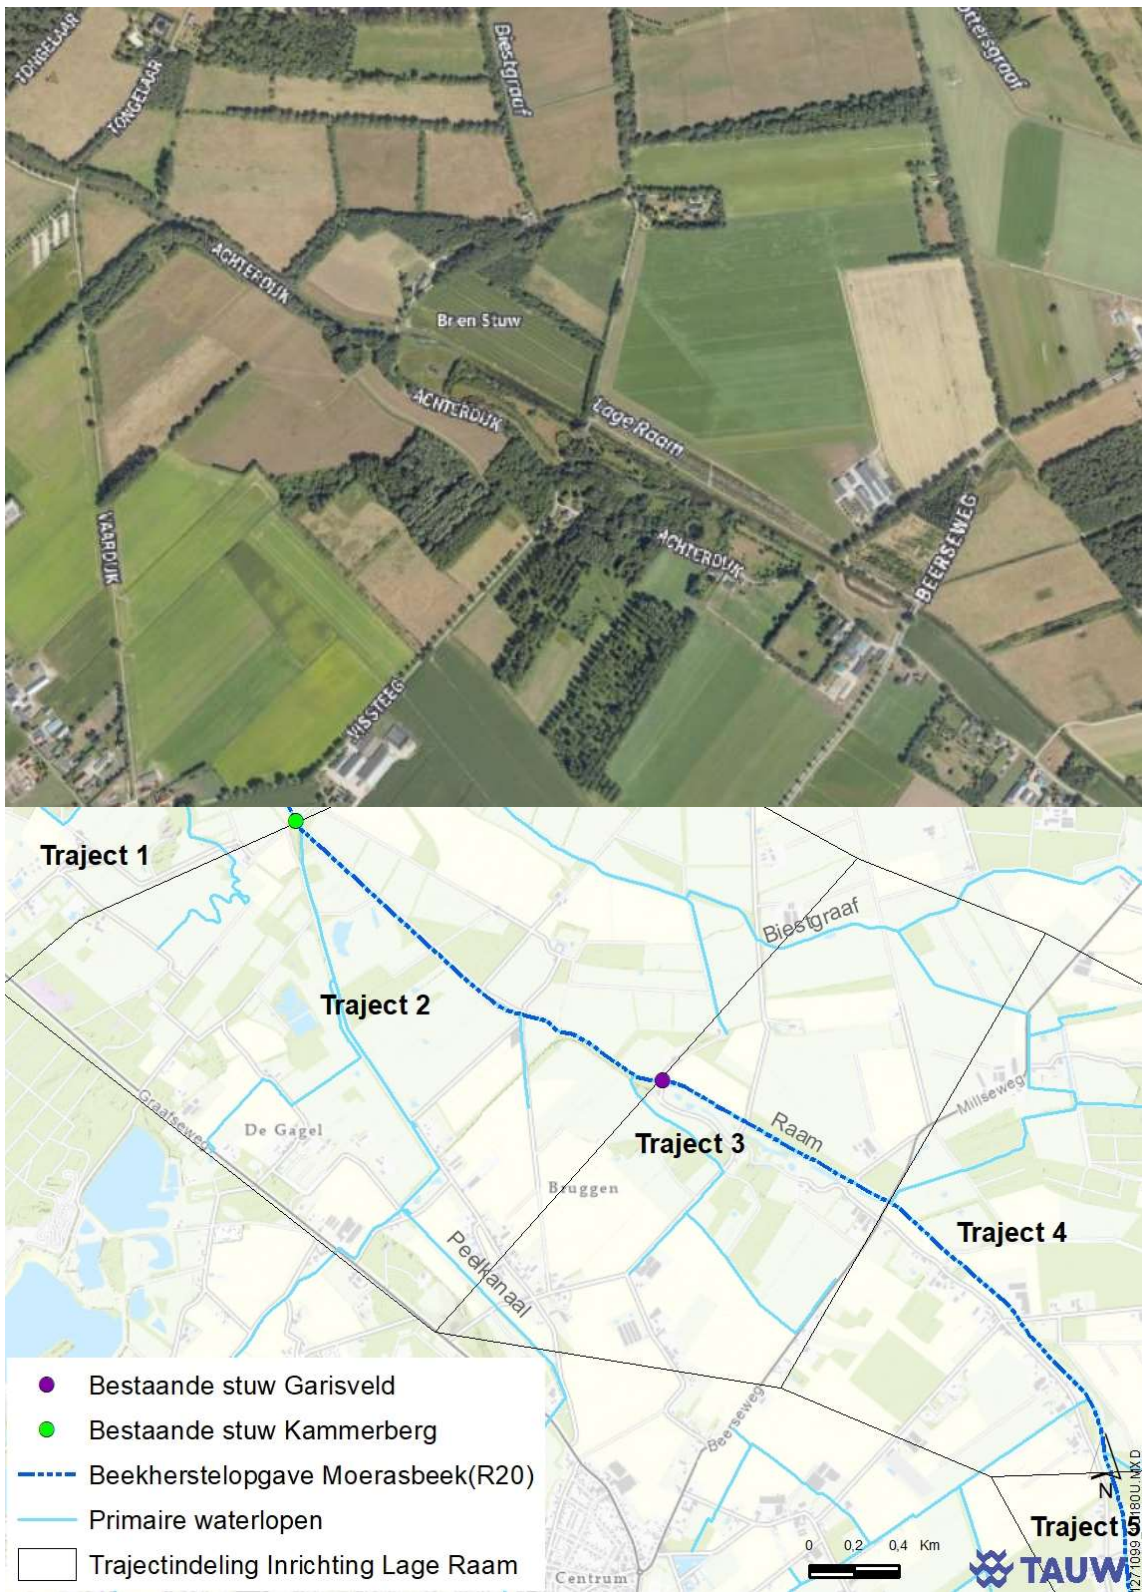 TONGELAAR
TONGELAAR
Biestgraaf
ottersgraaf
ACHTERDIJK
Br en Stuw
ACHTERDIJK
Lage Raam
VAARDIJK
ACHTERDIJK
BEERSEWEG
VISSTEEG
Traject 1
Biestgraaf
Traject 2
Graafseweg
De Gagel
Millseweg
Raam
Traject 3
Bruggen
Traject 4
Peelkanaal
Bestaande stuw Garisveld
Bestaande stuw Kammerberg
Beerseweg
Beekherstelopgave Moerasbeek(R20)
N
Primaire waterlopen
Traject 5
0 0,2 0,4 Km
Trajectindeling Inrichting Lage Raam
Centrum
TAUW